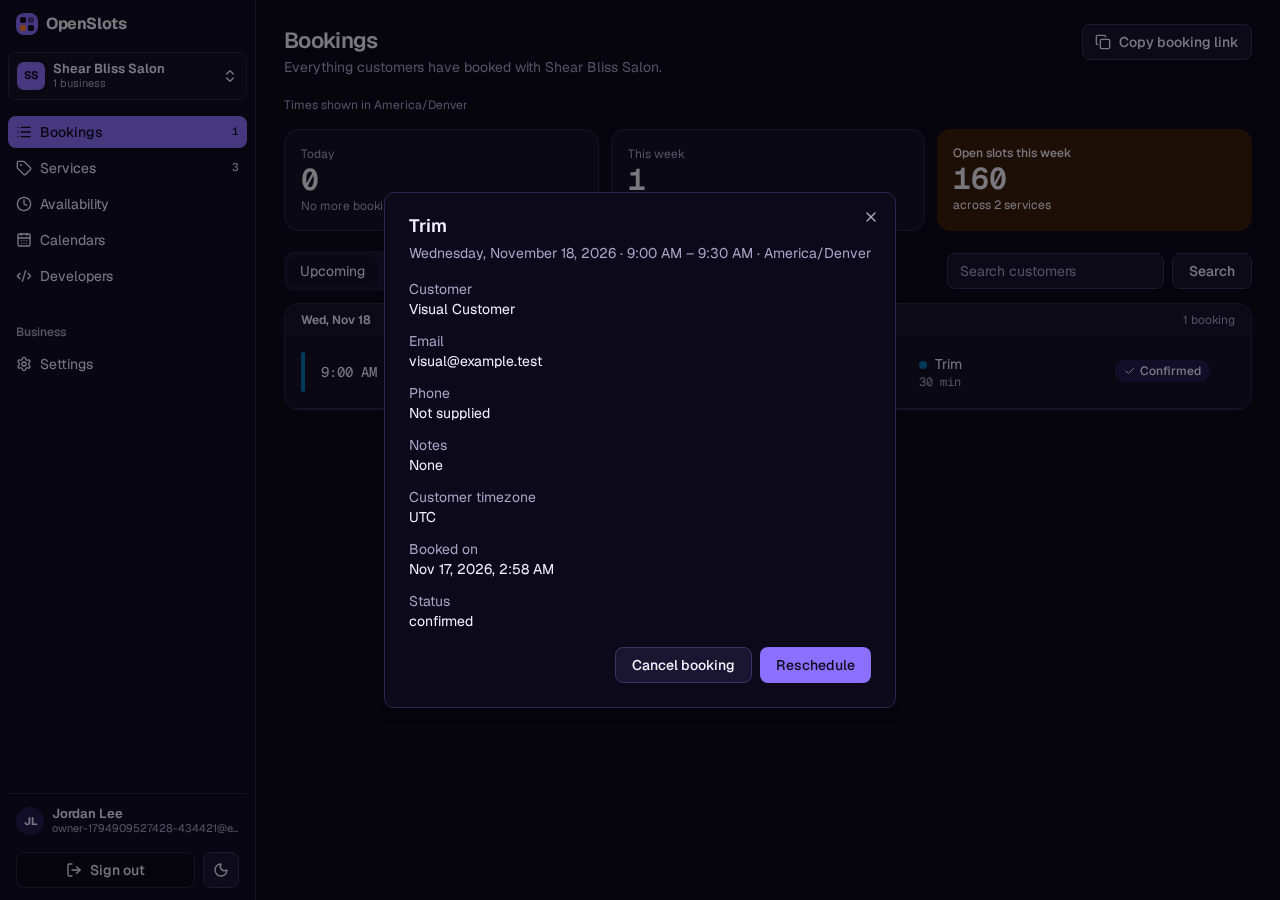 OpenSlots
SS
Shear Bliss Salon
1 business
Bookings
1
Services
3
Availability
Calendars
Developers
Business
Settings
JL
Jordan Lee
owner-1794909527428-434421@e…
Sign out
Bookings
Everything customers have booked with Shear Bliss Salon.
Copy booking link
Times shown in America/Denver
Today
0
No more booki
This week
1
Open slots this week
160
across 2 services
Upcoming
Search customers
Search
Wed, Nov 18
1 booking
9:00 AM
Trim
30 min
Confirmed
Trim
Wednesday, November 18, 2026 · 9:00 AM – 9:30 AM · America/Denver
Customer
Visual Customer
Email
visual@example.test
Phone
Not supplied
Notes
None
Customer timezone
UTC
Booked on
Nov 17, 2026, 2:58 AM
Status
confirmed
Cancel booking
Reschedule